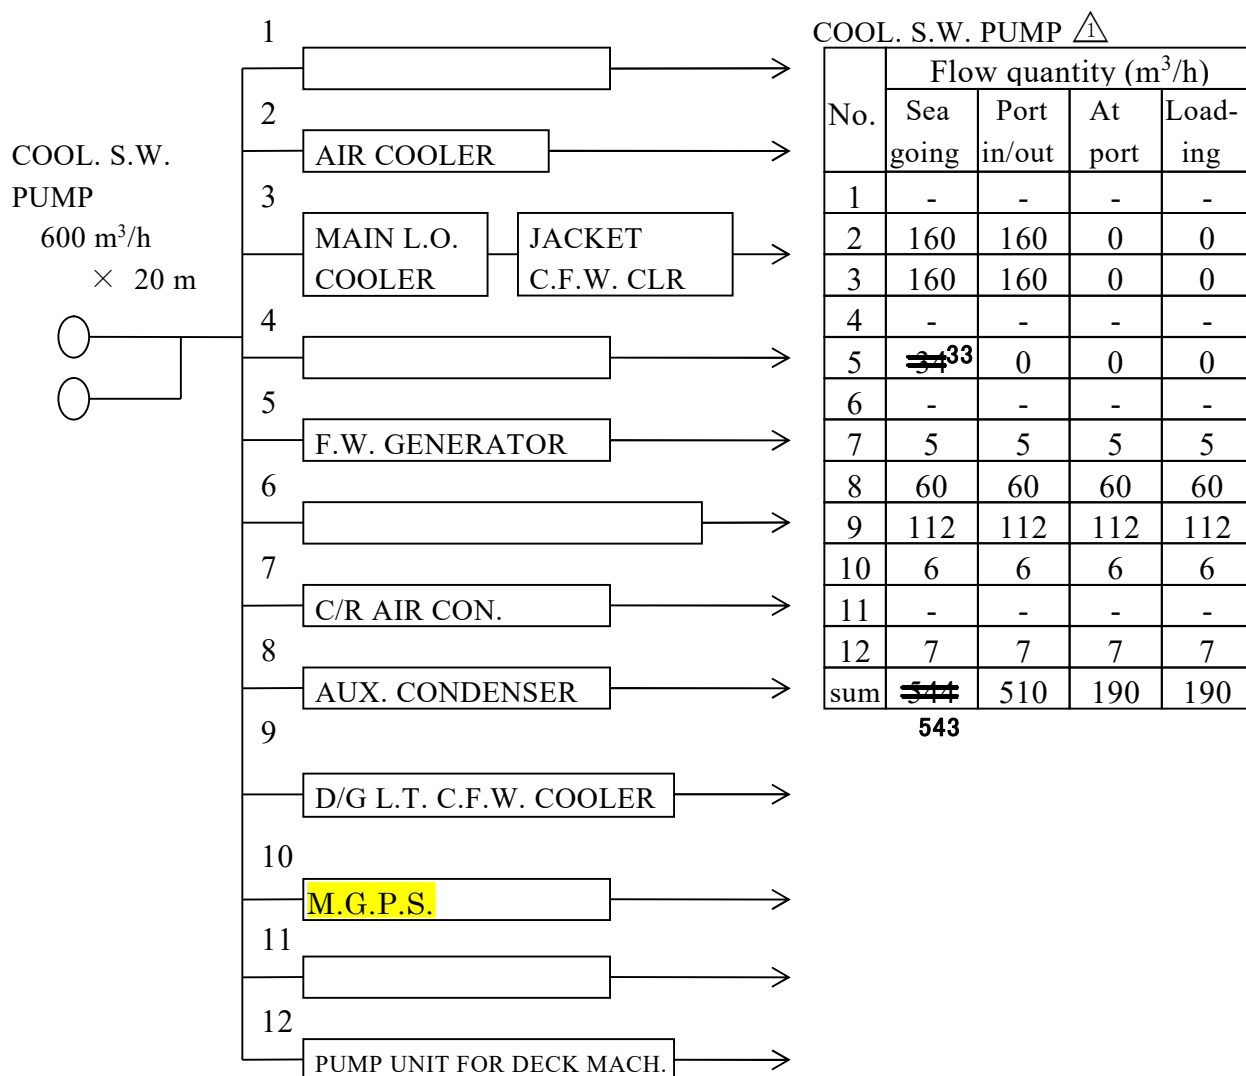 COOL. S.W.
PUMP
600 m³/h
× 20 m
1
2
AIR COOLER
3
MAIN L.O.
COOLER
JACKET
C.F.W. CLR
4
5
F.W. GENERATOR
6
7
C/R AIR CON.
8
AUX. CONDENSER
9
D/G L.T. C.F.W. COOLER
10
M.G.P.S.
11
12
PUMP UNIT FOR DECK MACH.
COOL. S.W. PUMP 1
No. Flow quantity (m³/h)
Sea going Port in/out At port Load-ing
1 - - - -
2 160 160 0 0
3 160 160 0 0
4 - - - -
5 34 33 0 0 0
6 - - - -
7 5 5 5 5
8 60 60 60 60
9 112 112 112 112
10 6 6 6 6
11 - - - -
12 7 7 7 7
sum 544 510 190 190
543